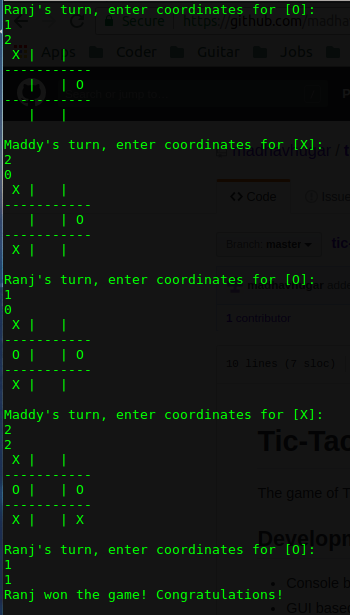 Ranj's turn, enter coordinates for [O]:
1
2
X |   |
-----------
  |   | O
-----------
  |   |
Maddy's turn, enter coordinates for [X]:
2
0
X |   |
-----------
  |   | O
-----------
X |   |
Ranj's turn, enter coordinates for [O]:
1
0
X |   |
-----------
O |   | O
-----------
X |   |
Maddy's turn, enter coordinates for [X]:
2
2
X |   |
-----------
O |   | O
-----------
X |   | X
Ranj's turn, enter coordinates for [O]:
1
1
Ranj won the game! Congratulations!
Secure
https://github.com/madha
Apps
Coder
Guitar
Jobs
<> Code
Issue
Branch: master
tic-
1 contributor
10 lines (7 sloc)
Tic-Tac
The game of T
Developm
Console b
GUI base